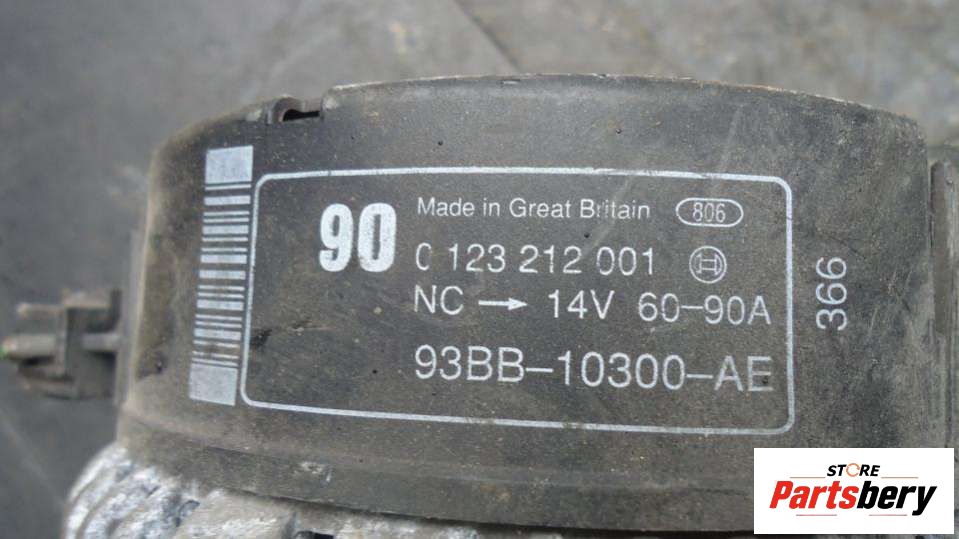 90
Made in Great Britain 806
0 123 212 001
NC → 14V 60-90A
93BB-10300-AE
366
STORE
Partsbery